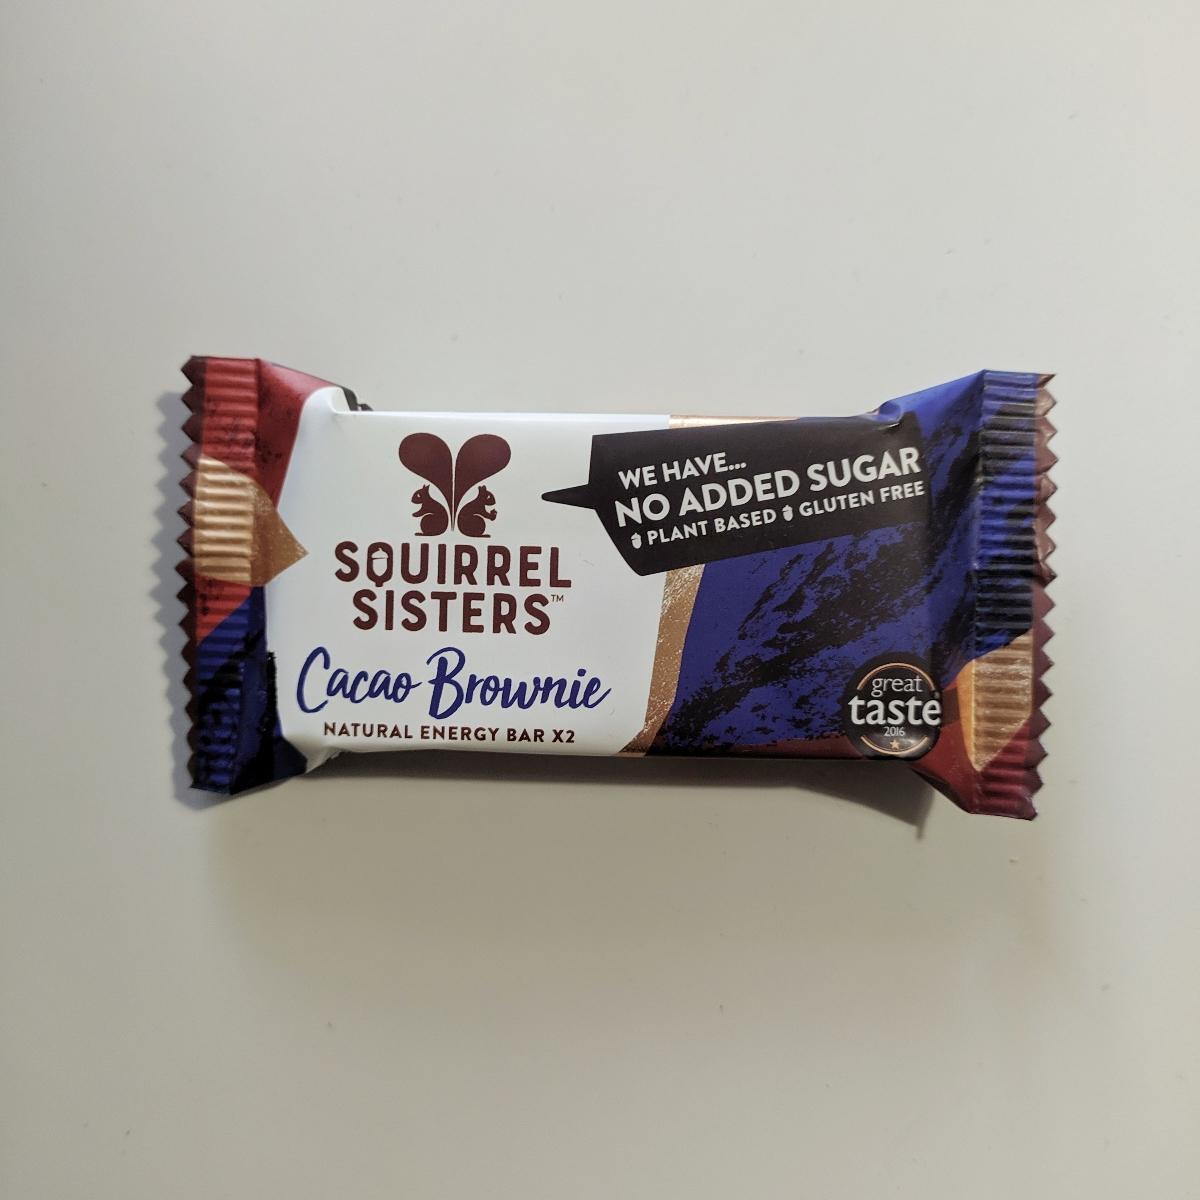 SQUIRREL
SISTERS™
Cacao Brownie
NATURAL ENERGY BAR X2
WE HAVE...
NO ADDED SUGAR
PLANT BASED GLUTEN FREE
great
taste
2016